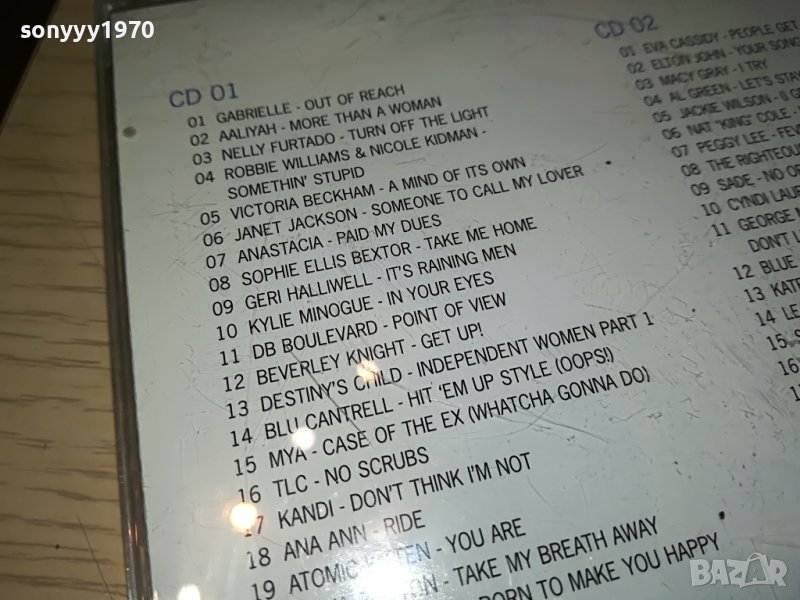 sonyyy1970
CD 01
01 GABRIELLE - OUT OF REACH
02 AALIYAH - MORE THAN A WOMAN
03 NELLY FURTADO - TURN OFF THE LIGHT
04 ROBBIE WILLIAMS & NICOLE KIDMAN -
SOMETHIN' STUPID
05 VICTORIA BECKHAM - A MIND OF ITS OWN
06 JANET JACKSON - SOMEONE TO CALL MY LOVER
07 ANASTACIA - PAID MY DUES
08 SOPHIE ELLIS BEXTOR - TAKE ME HOME
09 GERI HALLIWELL - IT'S RAINING MEN
10 KYLIE MINOGUE - IN YOUR EYES
11 DB BOULEVARD - POINT OF VIEW
12 BEVERLEY KNIGHT - GET UP!
13 DESTINY'S CHILD - INDEPENDENT WOMEN PART 1
14 BLU CANTRELL - HIT 'EM UP STYLE (OOPS!)
15 MYA - CASE OF THE EX (WHATCHA GONNA DO)
16 TLC - NO SCRUBS
17 KANDI - DON'T THINK I'M NOT
18 ANA ANN - RIDE
19 ATOMIC KITTEN - YOU ARE
- TAKE MY BREATH AWAY
BORN TO MAKE YOU HAPPY
CD 02
01 EVA CASSIDY - PEOPLE GET
02 ELTON JOHN - YOUR SONG
03 MACY GRAY - I TRY
04 AL GREEN - LET'S STAY
05 JACKIE WILSON - (I G
06 NAT "KING" COLE -
07 PEGGY LEE - FEV
08 THE RIGHTEOU
09 SADE - NO O
10 CYNDI LAU
11 GEORGE
DON'T L
12 BLUE
13 KATE
14 LE
15 S
16
BAZAR